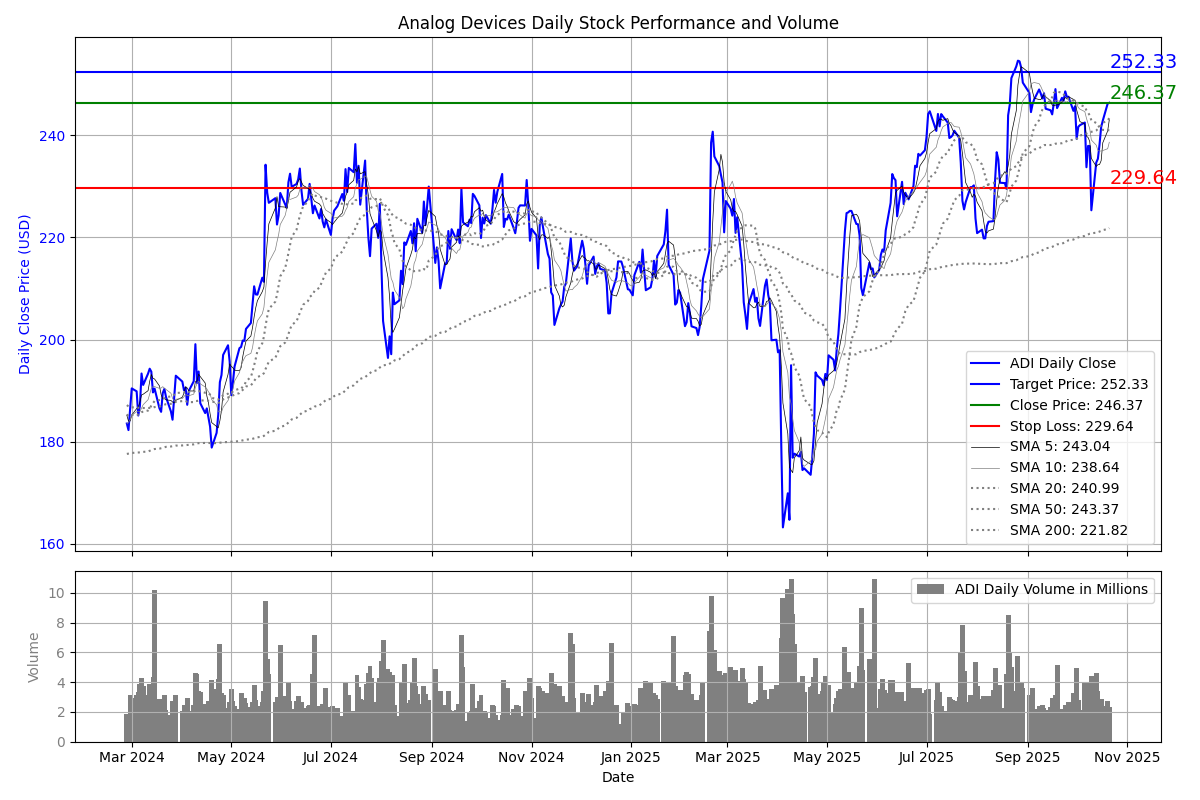 Analog Devices Daily Stock Performance and Volume
252.33
246.37
229.64
Daily Close Price (USD)
240
220
200
180
160
ADI Daily Close
Target Price: 252.33
Close Price: 246.37
Stop Loss: 229.64
SMA 5: 243.04
SMA 10: 238.64
SMA 20: 240.99
SMA 50: 243.37
SMA 200: 221.82
Volume
10
8
6
4
2
0
ADI Daily Volume in Millions
Mar 2024 May 2024 Jul 2024 Sep 2024 Nov 2024 Jan 2025 Mar 2025 May 2025 Jul 2025 Sep 2025 Nov 2025
Date